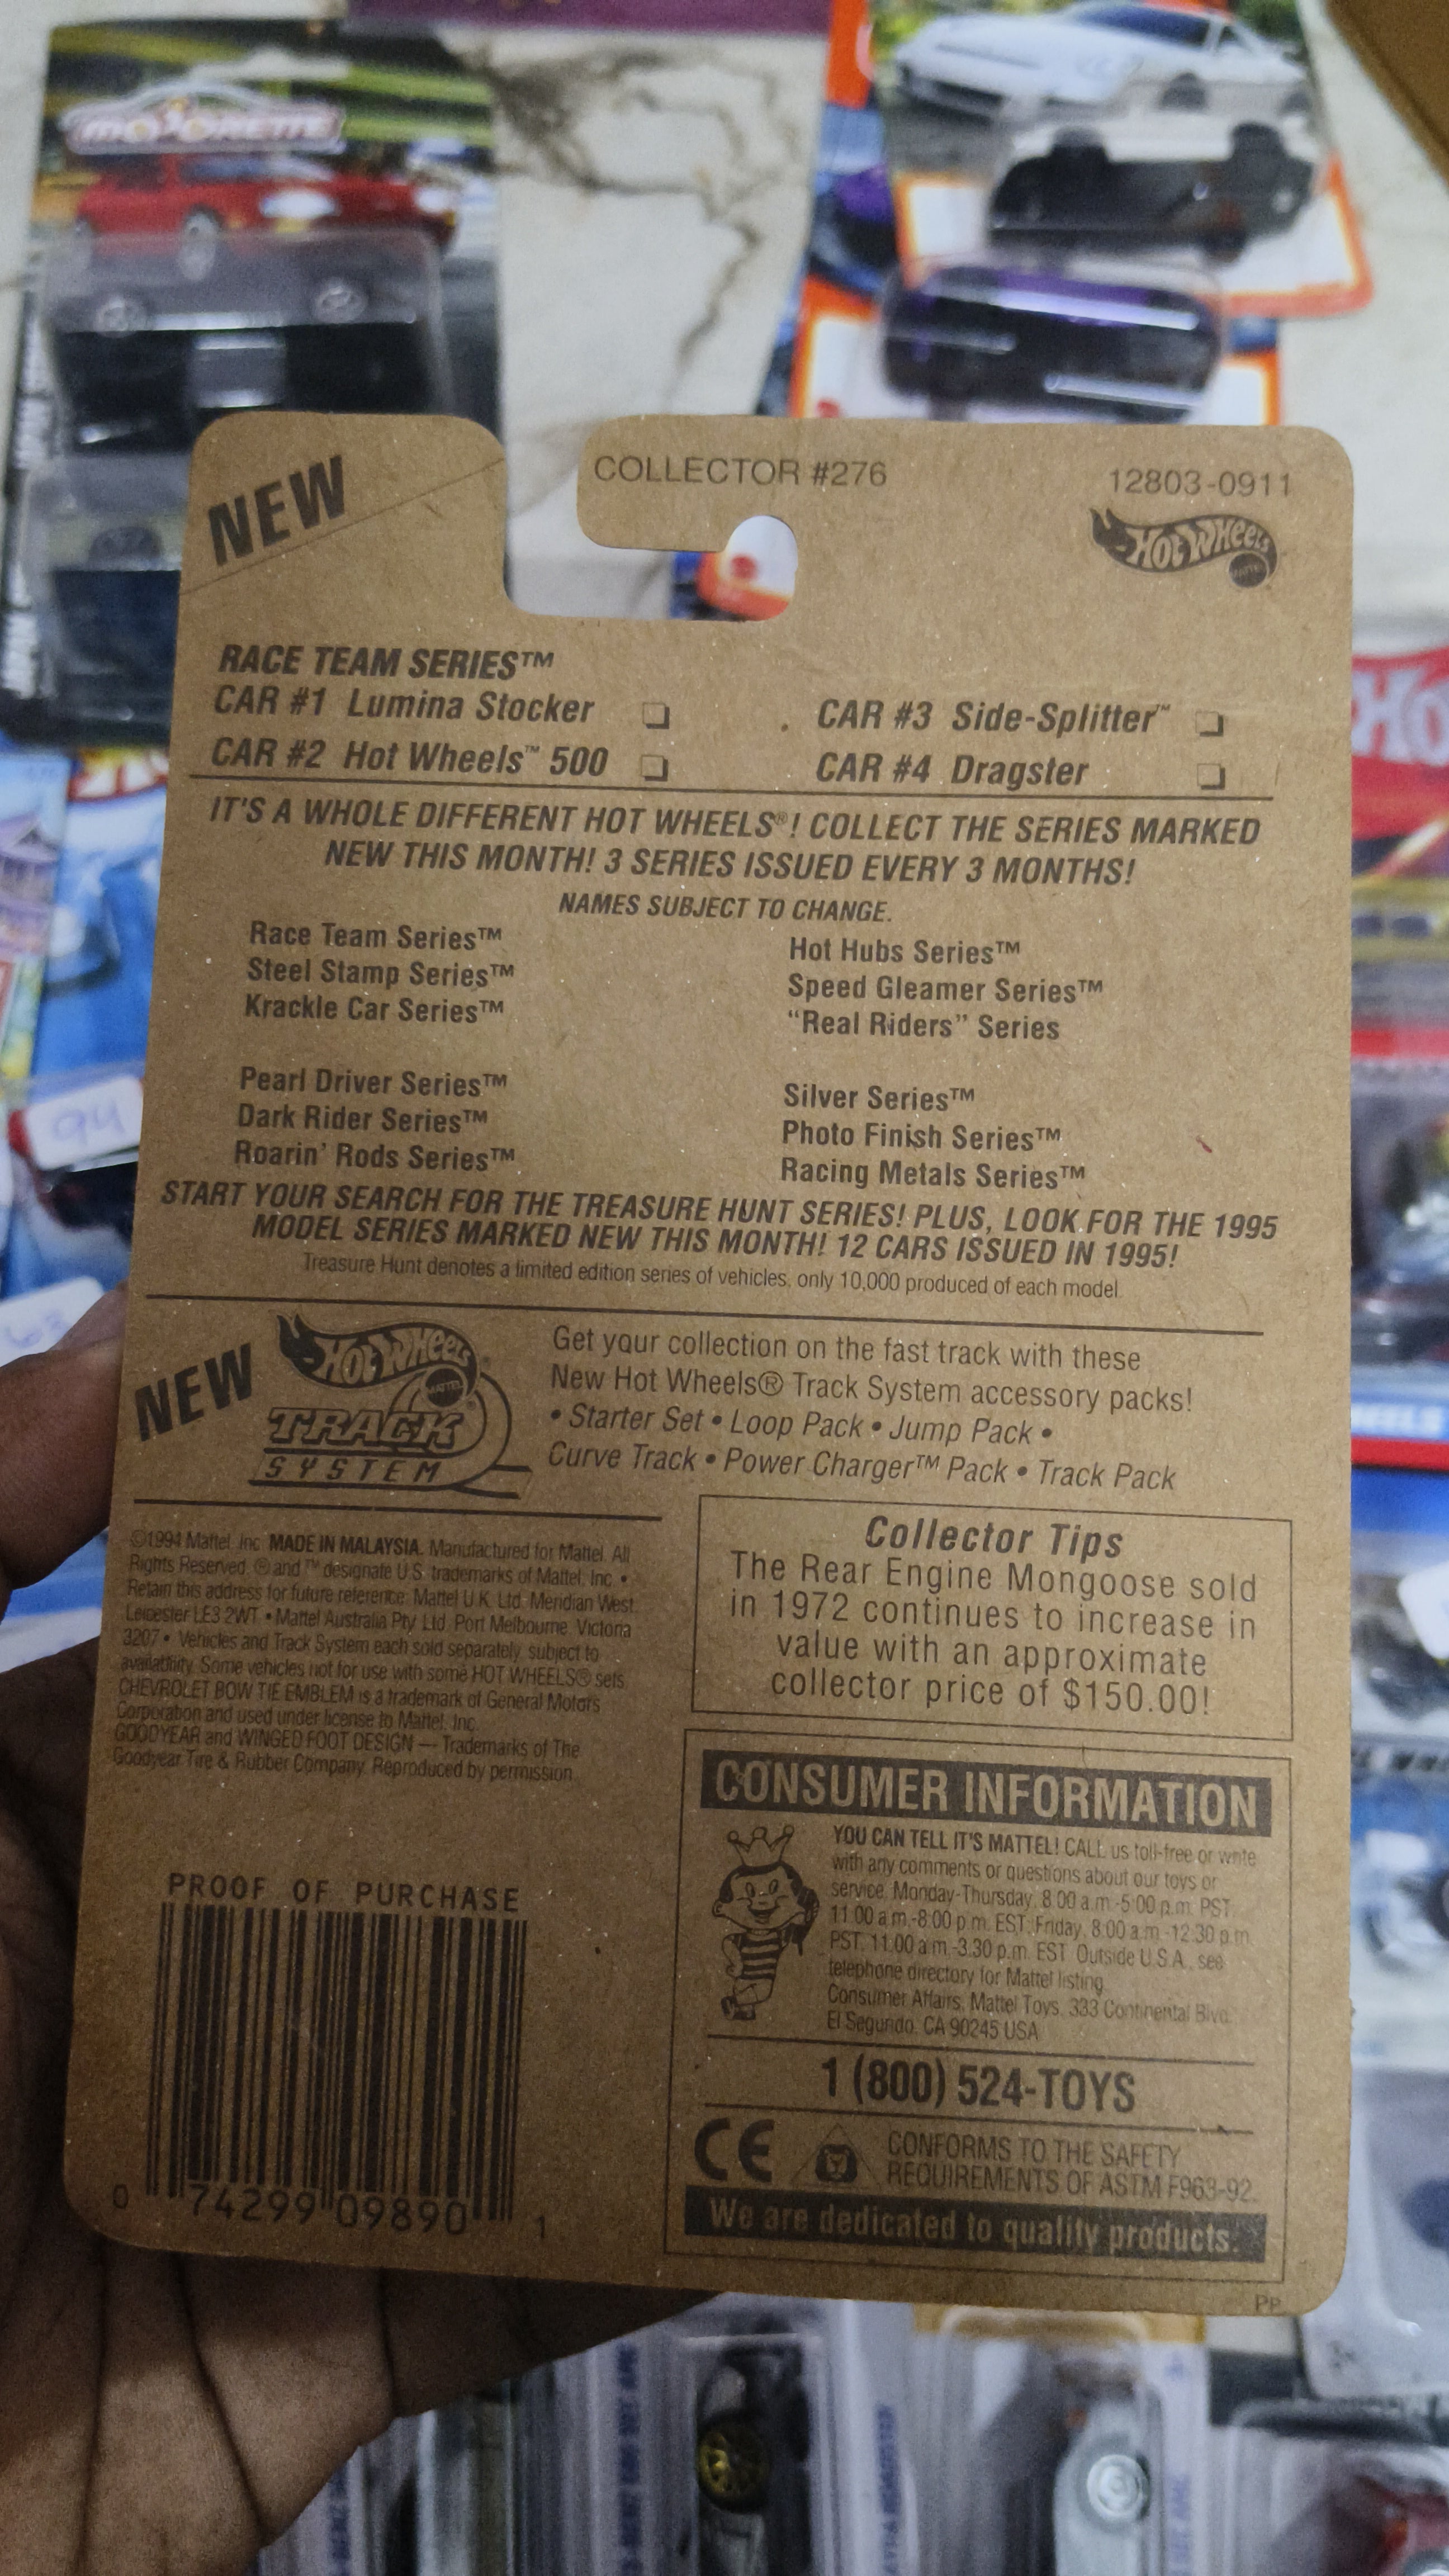 MAJORETTE
NEW
COLLECTOR #276
12803-0911
HOT WHEELS
MATTEL
RACE TEAM SERIES™
CAR #1 Lumina Stocker
CAR #2 Hot Wheels™ 500
CAR #3 Side-Splitter™
CAR #4 Dragster
IT'S A WHOLE DIFFERENT HOT WHEELS®! COLLECT THE SERIES MARKED
NEW THIS MONTH! 3 SERIES ISSUED EVERY 3 MONTHS!
NAMES SUBJECT TO CHANGE.
Race Team Series™
Steel Stamp Series™
Krackle Car Series™
Hot Hubs Series™
Speed Gleamer Series™
“Real Riders” Series
Pearl Driver Series™
Dark Rider Series™
Roarin’ Rods Series™
Silver Series™
Photo Finish Series™
Racing Metals Series™
START YOUR SEARCH FOR THE TREASURE HUNT SERIES! PLUS, LOOK FOR THE 1995
MODEL SERIES MARKED NEW THIS MONTH! 12 CARS ISSUED IN 1995!
Treasure Hunt denotes a limited edition series of vehicles, only 10,000 produced of each model.
NEW
HOT WHEELS
MATTEL
TRACK
SYSTEM
Get your collection on the fast track with these
New Hot Wheels® Track System accessory packs!
• Starter Set • Loop Pack • Jump Pack •
Curve Track • Power Charger™ Pack • Track Pack
©1994 Mattel, Inc. MADE IN MALAYSIA. Manufactured for Mattel. All
Rights Reserved. ® and ™ designate U.S. trademarks of Mattel, Inc. •
Retain this address for future reference: Mattel U.K. Ltd. Meridian West
Leicester LE3 2WT. • Mattel Australia Pty. Ltd. Port Melbourne. Victoria
3207 • Vehicles and Track System each sold separately, subject to
availability. Some vehicles not for use with some HOT WHEELS® sets.
CHEVROLET BOW TIE EMBLEM is a trademark of General Motors
Corporation and used under license to Mattel, Inc.
GOODYEAR and WINGED FOOT DESIGN — Trademarks of The
Goodyear Tire & Rubber Company. Reproduced by permission.
Collector Tips
The Rear Engine Mongoose sold
in 1972 continues to increase in
value with an approximate
collector price of $150.00!
CONSUMER INFORMATION
YOU CAN TELL IT'S MATTEL! CALL us toll-free or write
with any comments or questions about our toys or
service, Monday-Thursday, 8:00 a.m.-5:00 p.m. PST,
11:00 a.m.-8:00 p.m. EST; Friday, 8:00 a.m.-12:30 p.m.
PST, 11:00 a.m.-3:30 p.m. EST. Outside U.S.A., see
telephone directory for Mattel listing.
Consumer Affairs, Mattel Toys, 333 Continental Blvd.
El Segundo, CA 90245 USA
1 (800) 524-TOYS
CE
CONFORMS TO THE SAFETY
REQUIREMENTS OF ASTM F963-92.
We are dedicated to quality products.
PROOF OF PURCHASE
0 74299 09890 1
PP
94
63